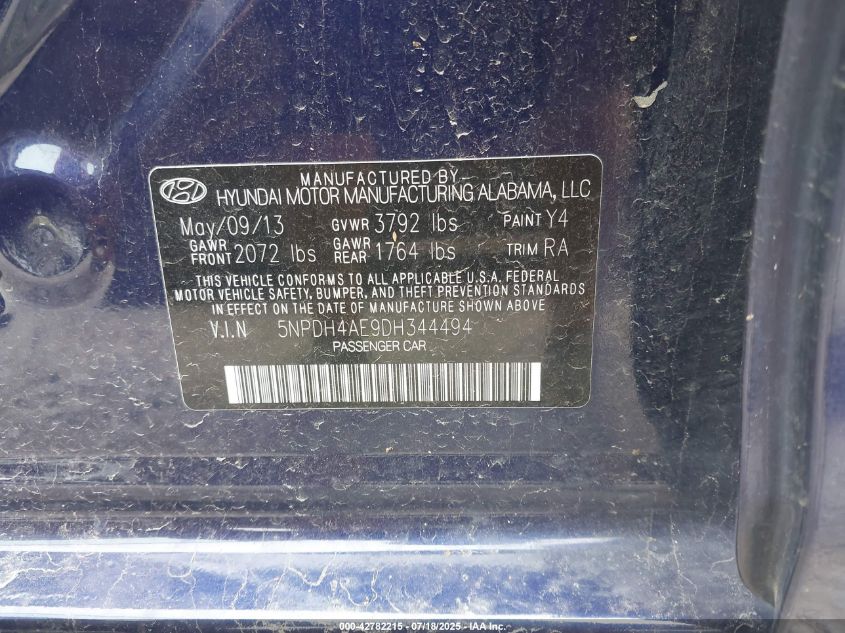 MANUFACTURED BY
HYUNDAI MOTOR MANUFACTURING ALABAMA, LLC
May/09/13 GVWR 3792 lbs PAINT Y4
GAWR FRONT 2072 lbs GAWR REAR 1764 lbs TRIM RA
THIS VEHICLE CONFORMS TO ALL APPLICABLE U.S.A. FEDERAL
MOTOR VEHICLE SAFETY, BUMPER, AND THEFT PREVENTION STANDARDS
IN EFFECT ON THE DATE OF MANUFACTURE SHOWN ABOVE.
V.I.N 5NPDH4AE9DH344494
PASSENGER CAR
000-42782215 - 07/18/2025 - IAA Inc.